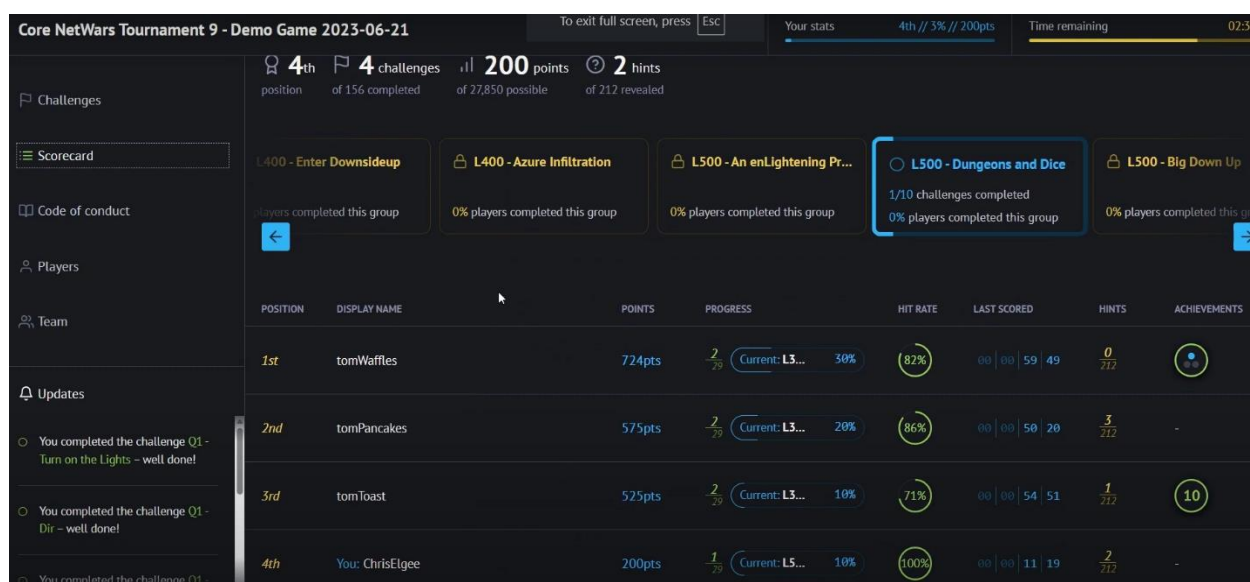 Core NetWars Tournament 9 - Demo Game 2023-06-21
To exit full screen, press Esc
Your stats 4th // 3% // 200pts
Time remaining 02:3
Challenges
Scorecard
Code of conduct
Players
Team
Updates
You completed the challenge Q1 -
Turn on the Lights – well done!
You completed the challenge Q1 -
Dir – well done!
You completed the challenge Q1 -
4th 4 challenges 200 points 2 hints
position of 156 completed of 27,850 possible of 212 revealed
L400 - Enter Downsideup
players completed this group
L400 - Azure Infiltration
0% players completed this group
L500 - An enLightening Pr...
0% players completed this group
L500 - Dungeons and Dice
1/10 challenges completed
0% players completed this group
L500 - Big Down Up
0% players completed this
POSITION DISPLAY NAME POINTS PROGRESS HIT RATE LAST SCORED HINTS ACHIEVEMENTS
1st tomWaffles 724pts 2/29 Current: L3... 30% 82% 00 00 59 49 0/212
2nd tomPancakes 575pts 2/29 Current: L3... 20% 86% 00 00 50 20 3/212 -
3rd tomToast 525pts 2/29 Current: L3... 10% 71% 00 00 54 51 1/212 10
4th You: ChrisElgee 200pts 1/29 Current: L5... 10% 100% 00 00 11 19 2/212 -